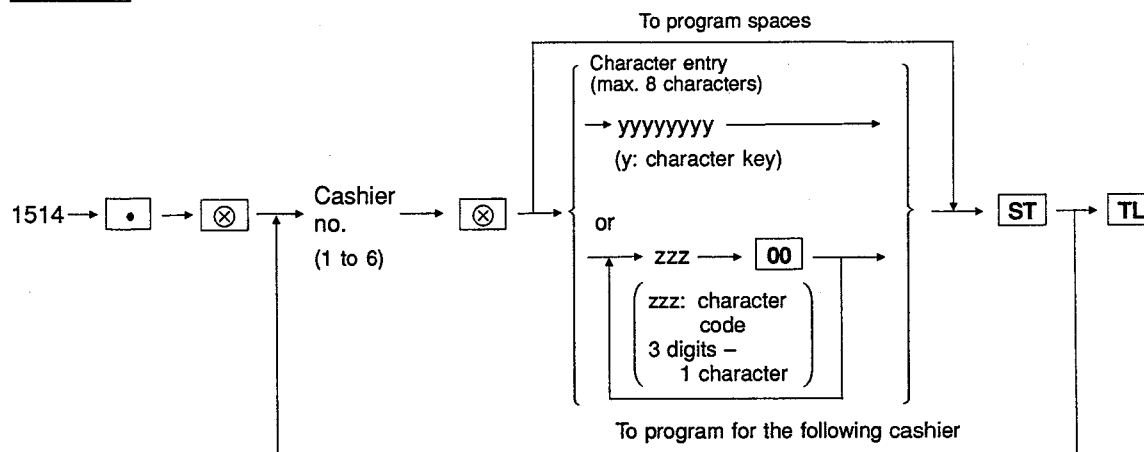 To program spaces
Character entry
(max. 8 characters)
yyyyyyyy
(y: character key)
1514
•
⊗
Cashier
no.
(1 to 6)
⊗
or
zzz
00
zzz: character
code
3 digits –
1 character
ST
TL
To program for the following cashier